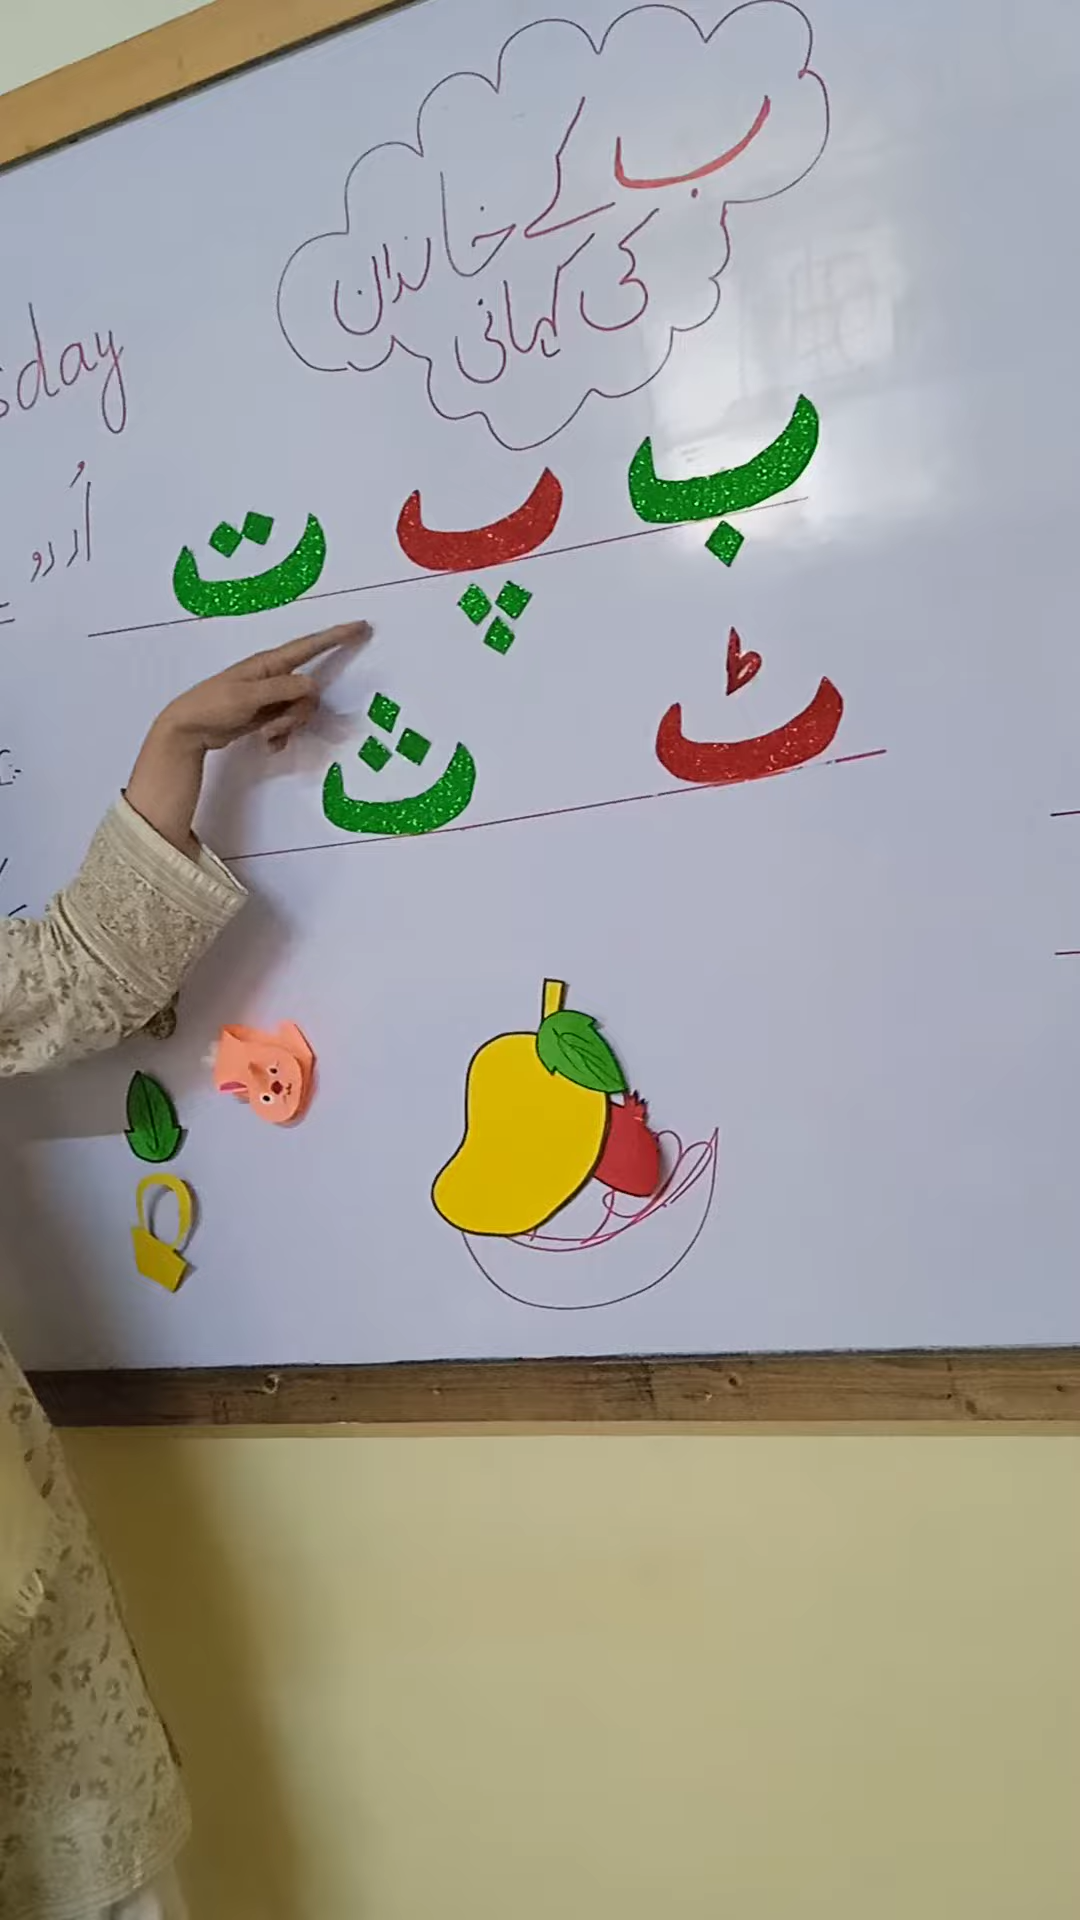 ب کے خاندان
کی کہانی
sday
اُردو
ب پ ت
ٹ ث